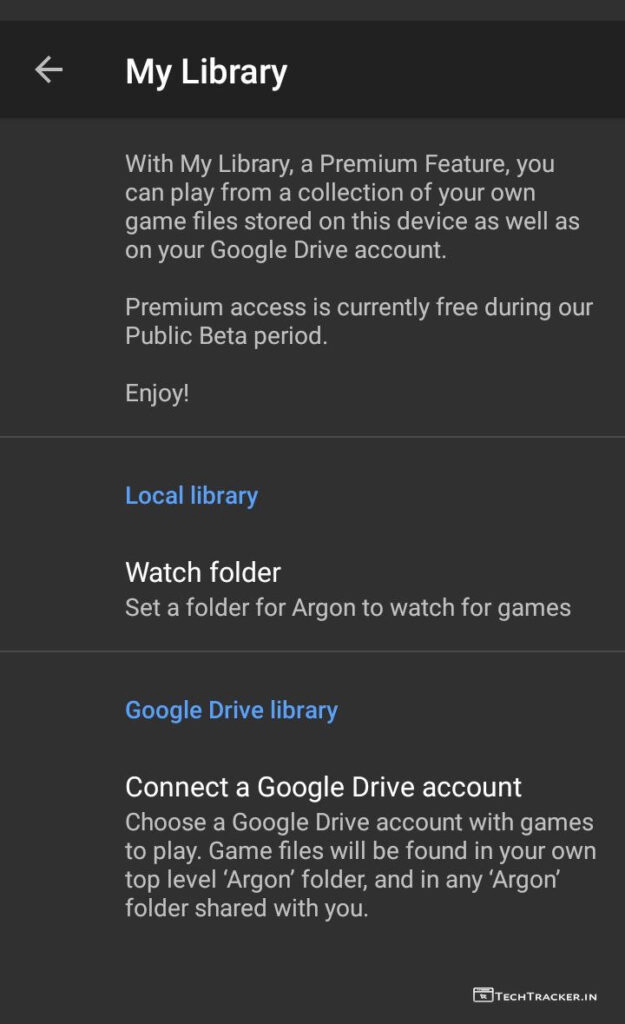 My Library
With My Library, a Premium Feature, you
can play from a collection of your own
game files stored on this device as well as
on your Google Drive account.
Premium access is currently free during our
Public Beta period.
Enjoy!
Local library
Watch folder
Set a folder for Argon to watch for games
Google Drive library
Connect a Google Drive account
Choose a Google Drive account with games
to play. Game files will be found in your own
top level ‘Argon’ folder, and in any ‘Argon’
folder shared with you.
TECHTRACKER.IN